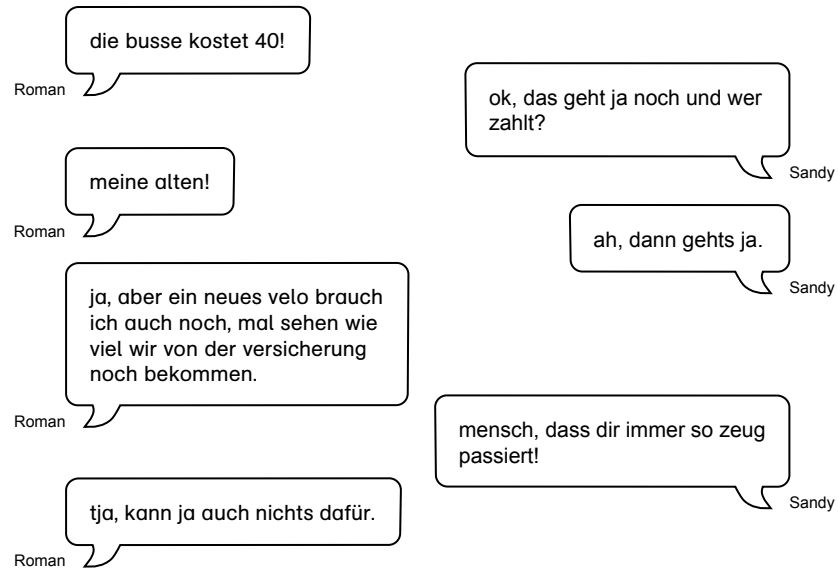 die busse kostet 40!
Roman
ok, das geht ja noch und wer
zahlt?
Sandy
meine alten!
Roman
ah, dann gehts ja.
Sandy
ja, aber ein neues velo brauch
ich auch noch, mal sehen wie
viel wir von der versicherung
noch bekommen.
Roman
mensch, dass dir immer so zeug
passiert!
Sandy
tja, kann ja auch nichts dafür.
Roman